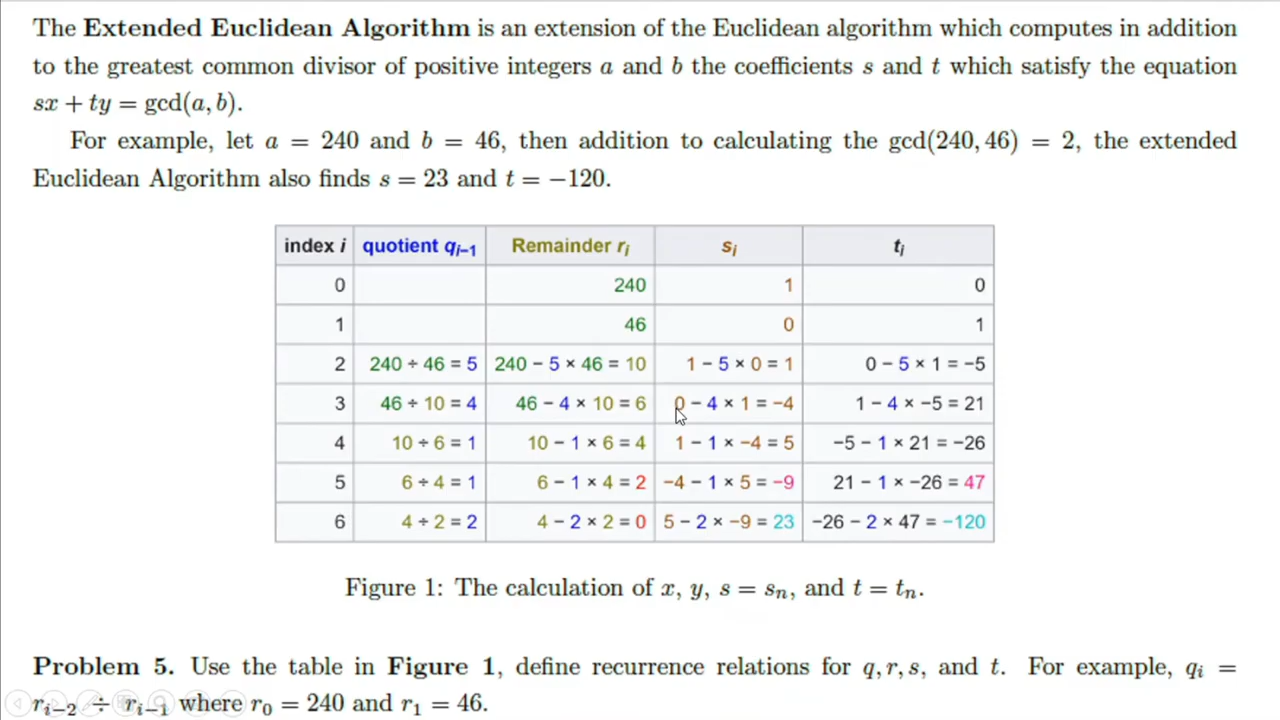 The Extended Euclidean Algorithm is an extension of the Euclidean algorithm which computes in addition
to the greatest common divisor of positive integers a and b the coefficients s and t which satisfy the equation
sx + ty = gcd(a, b).
For example, let a = 240 and b = 46, then addition to calculating the gcd(240, 46) = 2, the extended
Euclidean Algorithm also finds s = 23 and t = −120.
index i quotient qi−1 Remainder ri si ti
0 240 1 0
1 46 0 1
2 240 ÷ 46 = 5 240 − 5 × 46 = 10 1 − 5 × 0 = 1 0 − 5 × 1 = −5
3 46 ÷ 10 = 4 46 − 4 × 10 = 6 0 − 4 × 1 = −4 1 − 4 × −5 = 21
4 10 ÷ 6 = 1 10 − 1 × 6 = 4 1 − 1 × −4 = 5 −5 − 1 × 21 = −26
5 6 ÷ 4 = 1 6 − 1 × 4 = 2 −4 − 1 × 5 = −9 21 − 1 × −26 = 47
6 4 ÷ 2 = 2 4 − 2 × 2 = 0 5 − 2 × −9 = 23 −26 − 2 × 47 = −120
Figure 1: The calculation of x, y, s = sn, and t = tn.
Problem 5. Use the table in Figure 1, define recurrence relations for q, r, s, and t. For example, qi =
ri−2 ÷ ri−1 where r0 = 240 and r1 = 46.